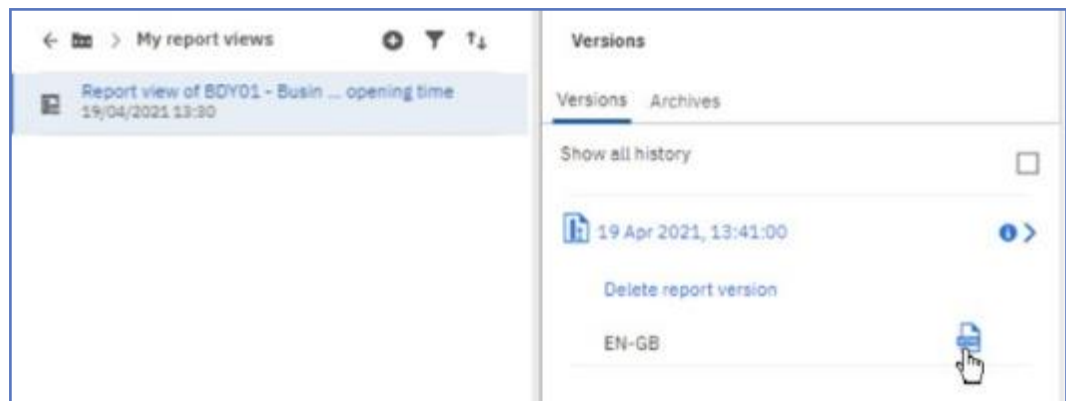 My report views
Report view of BDY01 - Busin ... opening time
19/04/2021 13:30
Versions
Versions Archives
Show all history
19 Apr 2021, 13:41:00
Delete report version
EN-GB